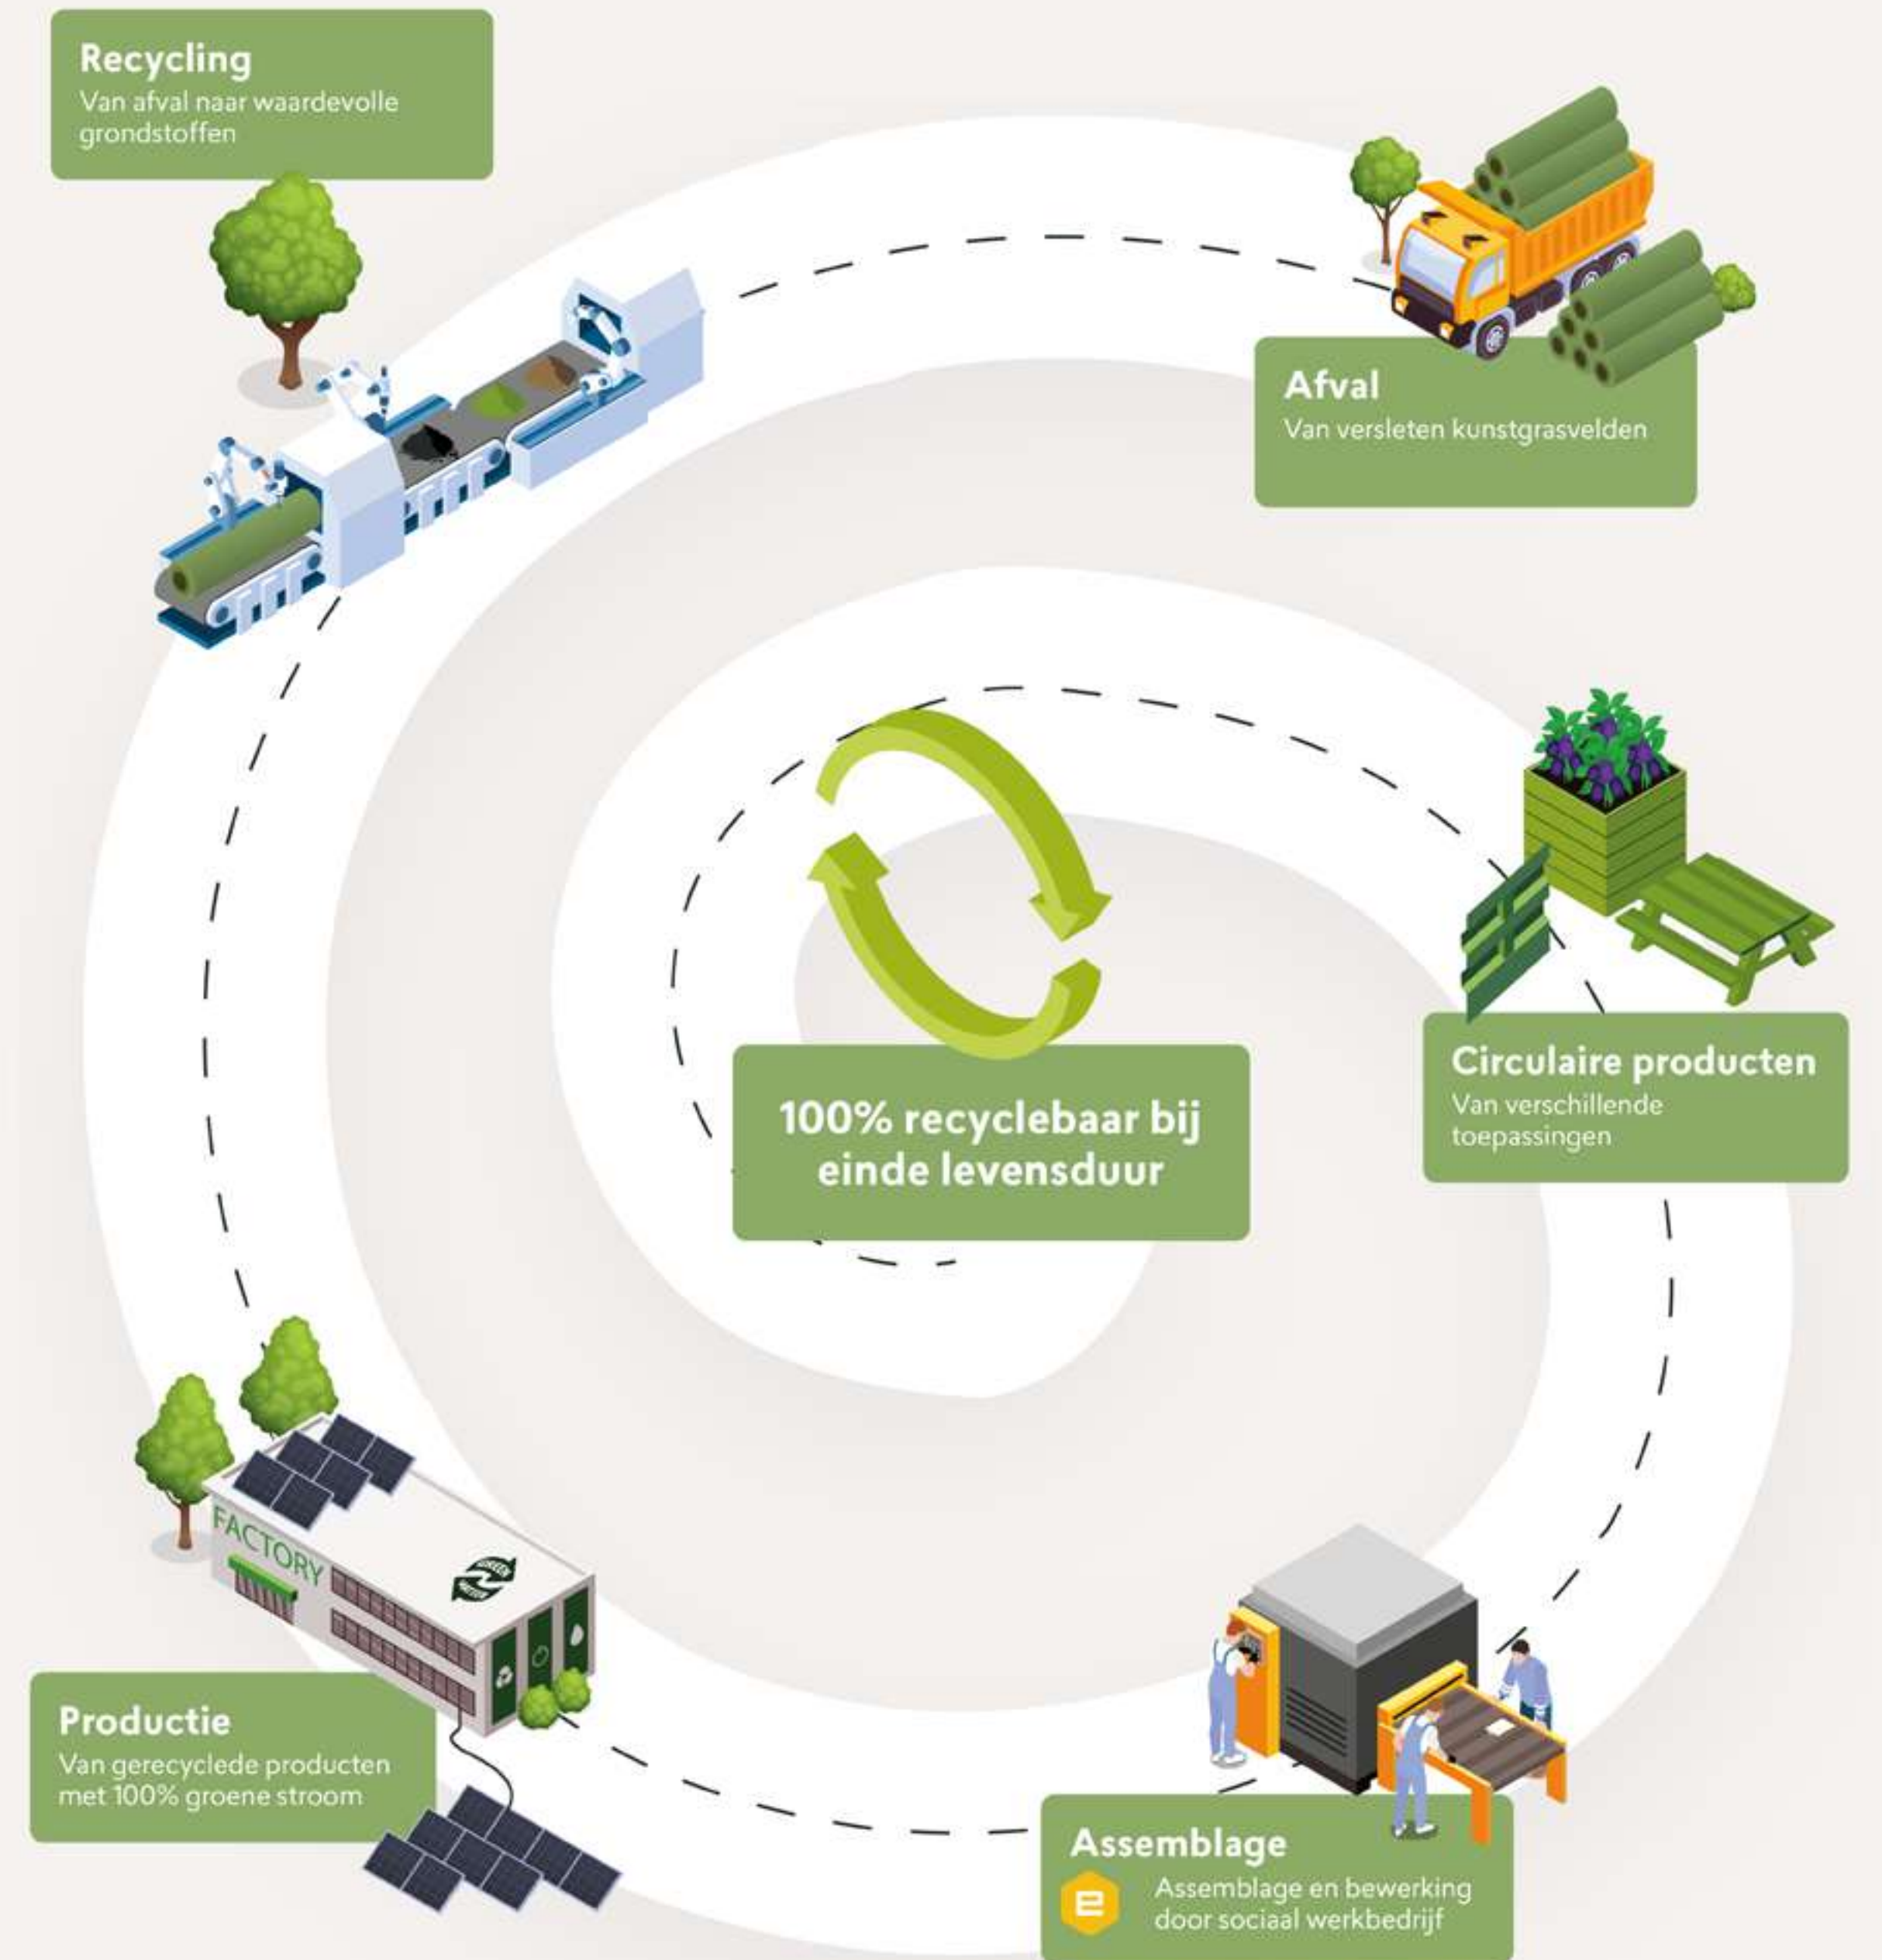 Recycling
Van afval naar waardevolle
grondstoffen
Afval
Van versleten kunstgrasvelden
Circulaire producten
Van verschillende
toepassingen
100% recyclebaar bij
einde levensduur
FACTORY
GREEN
Productie
Van gerecyclede producten
met 100% groene stroom
Assemblage
e
Assemblage en bewerking
door sociaal werkbedrijf